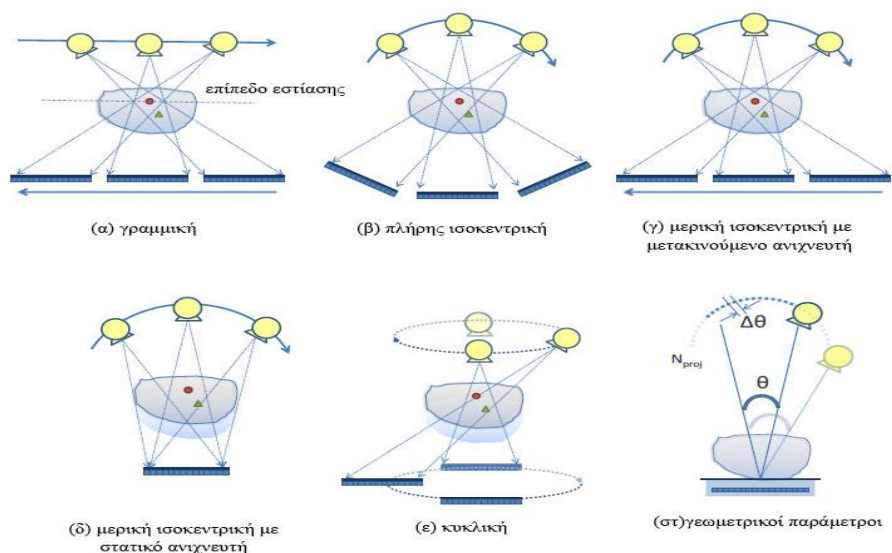 επίπεδο εστίασης
(α) γραμμική
(β) πλήρης ισοκεντρική
(γ) μερική ισοκεντρική με
μετακινούμενο ανιχνευτή
Δθ
N proj
θ
(δ) μερική ισοκεντρική με
στατικό ανιχνευτή
(ε) κυκλική
(στ)γεωμετρικοί παράμετροι